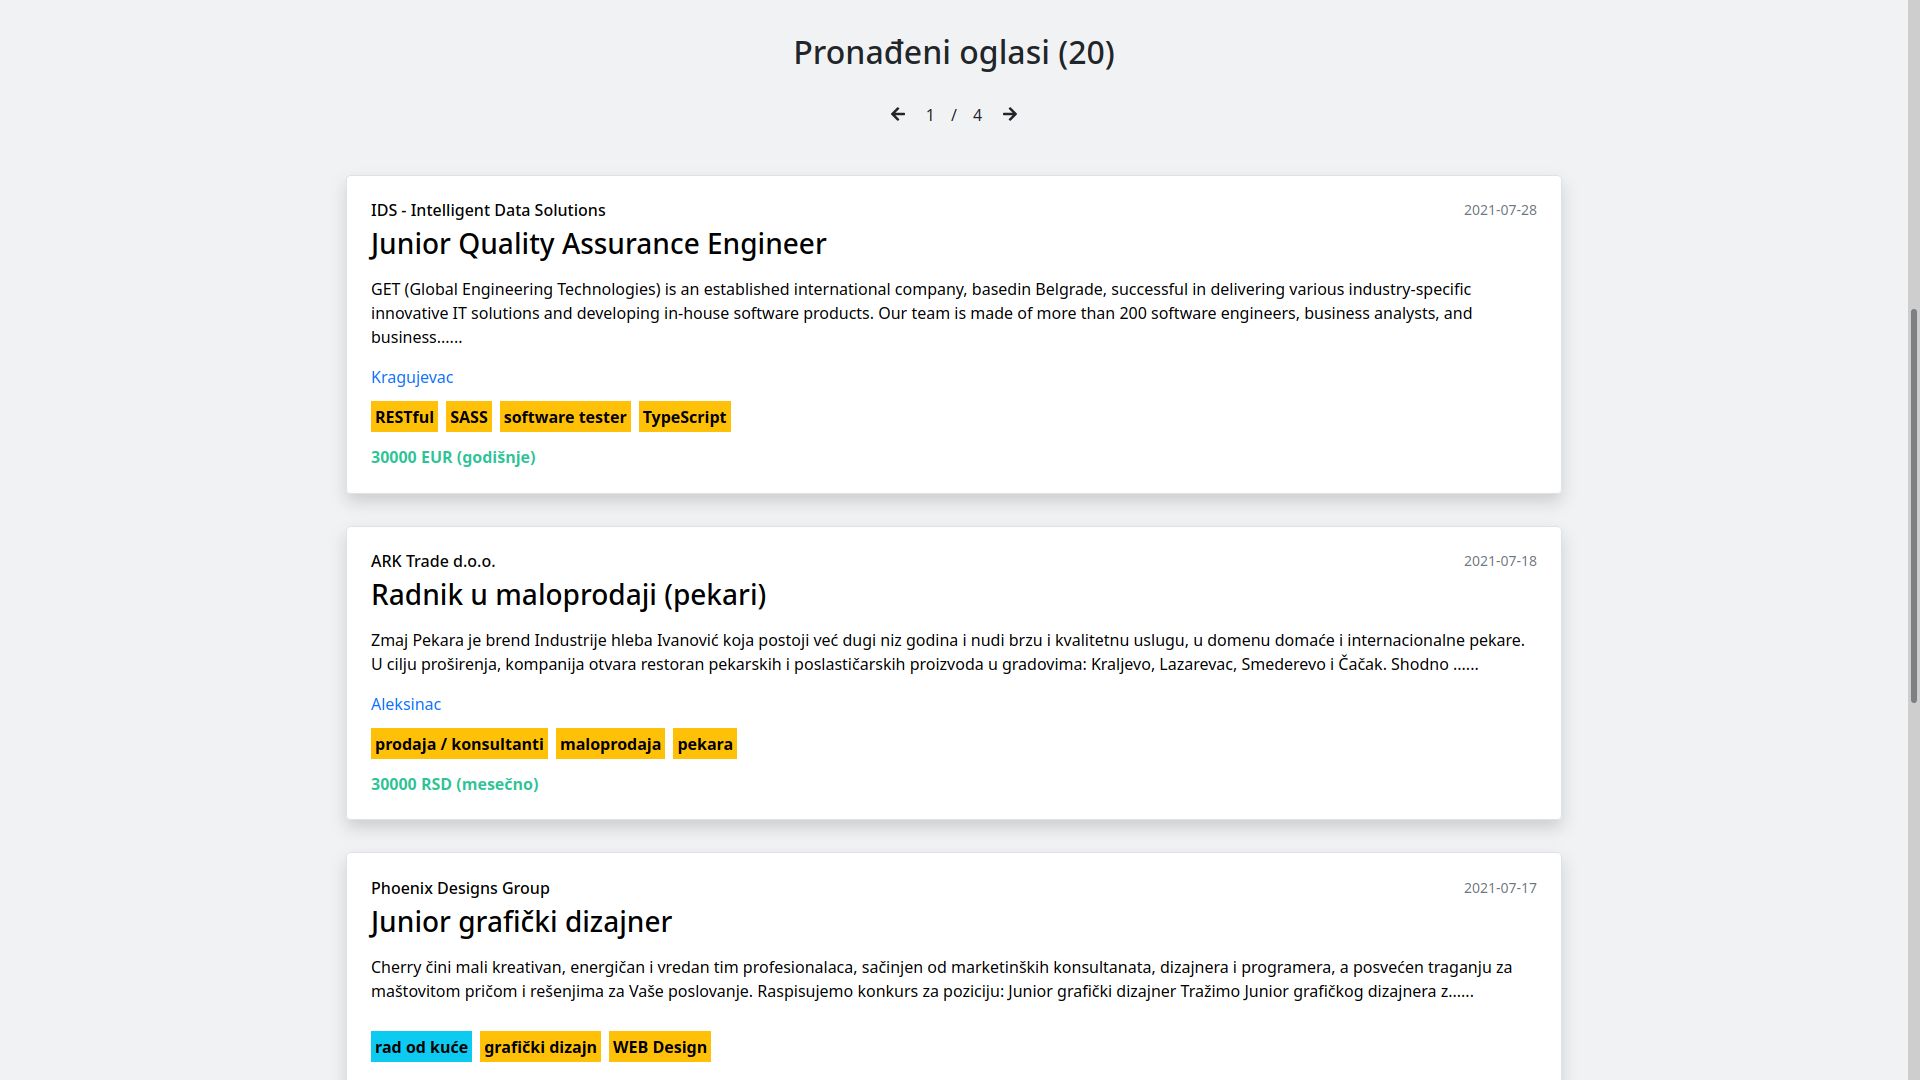 Pronađeni oglasi (20)
1 / 4
IDS - Intelligent Data Solutions
2021-07-28
Junior Quality Assurance Engineer
GET (Global Engineering Technologies) is an established international company, basedin Belgrade, successful in delivering various industry-specific
innovative IT solutions and developing in-house software products. Our team is made of more than 200 software engineers, business analysts, and
business......
Kragujevac
RESTful SASS software tester TypeScript
30000 EUR (godišnje)
ARK Trade d.o.o.
2021-07-18
Radnik u maloprodaji (pekari)
Zmaj Pekara je brend Industrije hleba Ivanović koja postoji već dugi niz godina i nudi brzu i kvalitetnu uslugu, u domenu domaće i internacionalne pekare.
U cilju proširenja, kompanija otvara restoran pekarskih i poslastičarskih proizvoda u gradovima: Kraljevo, Lazarevac, Smederevo i Čačak. Shodno ......
Aleksinac
prodaja / konsultanti maloprodaja pekara
30000 RSD (mesečno)
Phoenix Designs Group
2021-07-17
Junior grafički dizajner
Cherry čini mali kreativan, energičan i vredan tim profesionalaca, sačinjen od marketinških konsultanata, dizajnera i programera, a posvećen traganju za
maštovitom pričom i rešenjima za Vaše poslovanje. Raspisujemo konkurs za poziciju: Junior grafički dizajner Tražimo Junior grafičkog dizajnera z......
rad od kuće grafički dizajn WEB Design